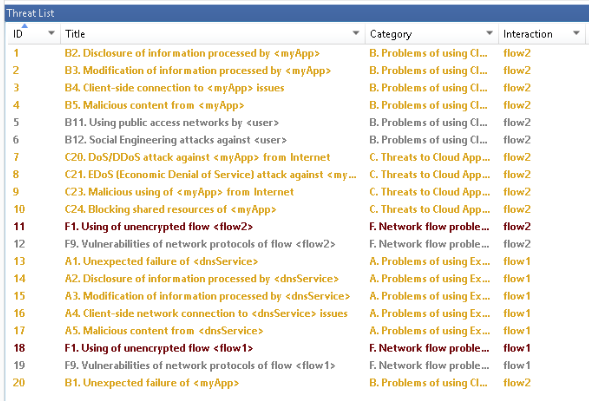 Threat List
ID Title Category Interaction
1 B2. Disclosure of information processed by <myApp> B. Problems of using Cl... flow2
2 B3. Modification of information processed by <myApp> B. Problems of using Cl... flow2
3 B4. Client-side connection to <myApp> issues B. Problems of using Cl... flow2
4 B5. Malicious content from <myApp> B. Problems of using Cl... flow2
5 B11. Using public access networks by <user> B. Problems of using Cl... flow2
6 B12. Social Engineering attacks against <user> B. Problems of using Cl... flow2
7 C20. DoS/DDoS attack against <myApp> from Internet C. Threats to Cloud App... flow2
8 C21. EDoS (Economic Denial of Service) attack against <my... C. Threats to Cloud App... flow2
9 C23. Malicious using of <myApp> from Internet C. Threats to Cloud App... flow2
10 C24. Blocking shared resources of <myApp> C. Threats to Cloud App... flow2
11 F1. Using of unencrypted flow <flow2> F. Network flow proble... flow2
12 F9. Vulnerabilities of network protocols of flow <flow2> F. Network flow proble... flow2
13 A1. Unexpected failure of <dnsService> A. Problems of using Ex... flow1
14 A2. Disclosure of information processed by <dnsService> A. Problems of using Ex... flow1
15 A3. Modification of information processed by <dnsService> A. Problems of using Ex... flow1
16 A4. Client-side network connection to <dnsService> issues A. Problems of using Ex... flow1
17 A5. Malicious content from <dnsService> A. Problems of using Ex... flow1
18 F1. Using of unencrypted flow <flow1> F. Network flow proble... flow1
19 F9. Vulnerabilities of network protocols of flow <flow1> F. Network flow proble... flow1
20 B1. Unexpected failure of <myApp> B. Problems of using Cl... flow2